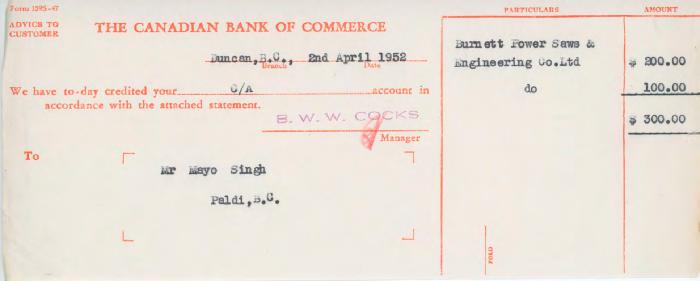 Form 1395-47
ADVICE TO
CUSTOMER
THE CANADIAN BANK OF COMMERCE
Duncan, B.C., 2nd April 1952
Branch Date
We have to-day credited your C/A account in
accordance with the attached statement.
B. W. W. COCKS
Manager
To
Mr Mayo Singh
Paldi, B.C.
PARTICULARS AMOUNT
Burnett Power Saws &
Engineering Co.Ltd $ 200.00
do 100.00
$ 300.00
FOLD